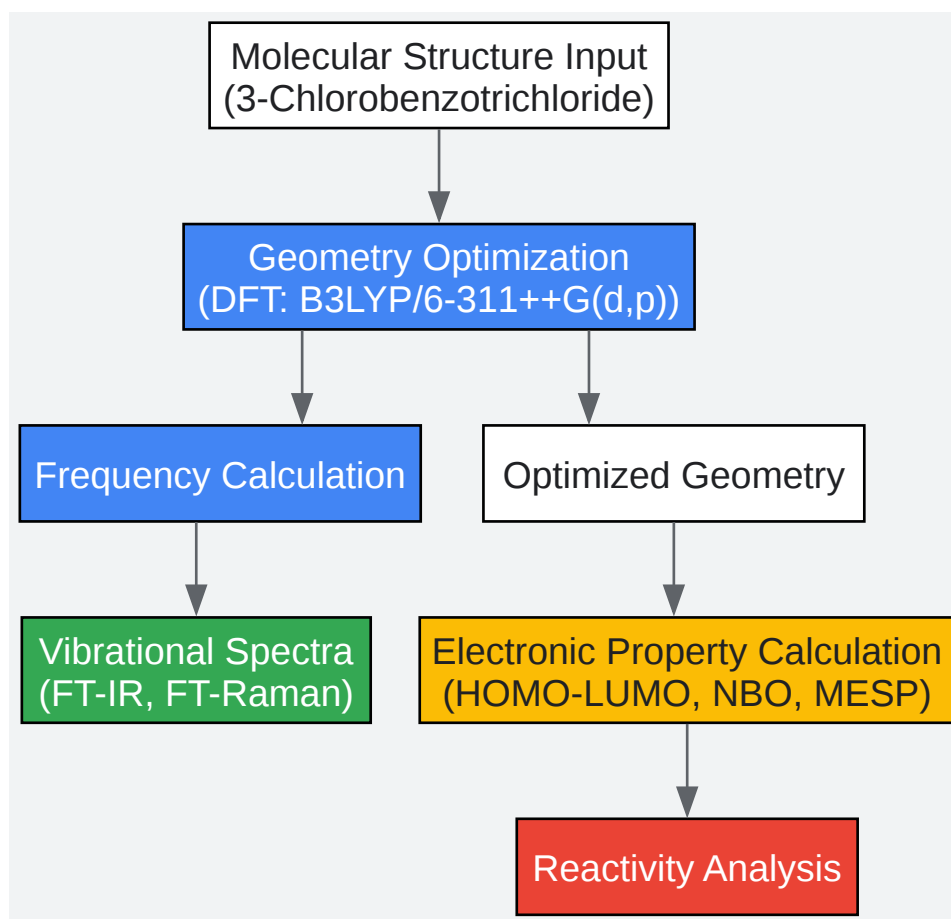 Molecular Structure Input
(3-Chlorobenzotrichloride)
Geometry Optimization
(DFT: B3LYP/6-311++G(d,p))
Frequency Calculation
Optimized Geometry
Vibrational Spectra
(FT-IR, FT-Raman)
Electronic Property Calculation
(HOMO-LUMO, NBO, MESP)
Reactivity Analysis